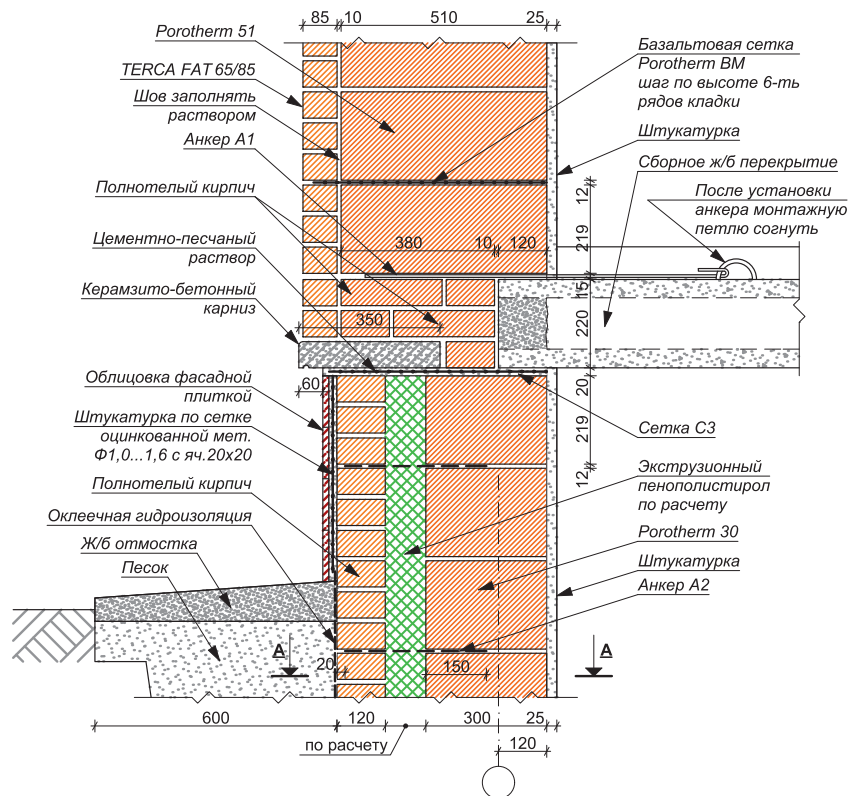 85
10
510
25
Porotherm 51
TERCA FAT 65/85
Шов заполнять
раствором
Анкер А1
Полнотелый кирпич
Цементно-песчаный
раствор
Керамзито-бетонный
карниз
Облицовка фасадной
плиткой
Штукатурка по сетке
оцинкованной мет.
Ф1,0...1,6 с яч.20х20
Полнотелый кирпич
Оклеечная гидроизоляция
Ж/б отмостка
Песок
Базальтовая сетка
Porotherm BM
шаг по высоте 6-ть
рядов кладки
Штукатурка
Сборное ж/б перекрытие
После установки
анкера монтажную
петлю согнуть
12
219
380
10
120
15
350
220
60
20
219
12
Сетка С3
Экструзионный
пенополистирол
по расчету
Porotherm 30
Штукатурка
Анкер А2
А
20
150
А
600
120
300
25
по расчету
120